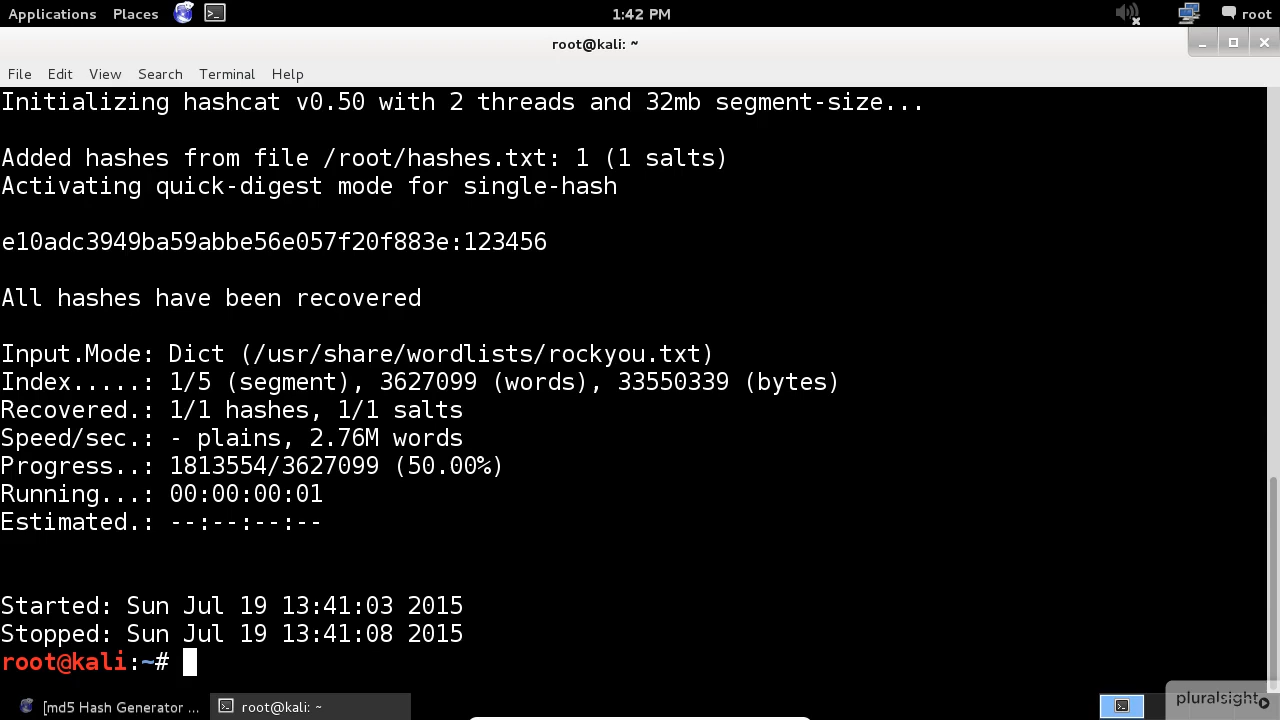 Applications Places 1:42 PM root
root@kali: ~
File Edit View Search Terminal Help
Initializing hashcat v0.50 with 2 threads and 32mb segment-size...
Added hashes from file /root/hashes.txt: 1 (1 salts)
Activating quick-digest mode for single-hash
e10adc3949ba59abbe56e057f20f883e:123456
All hashes have been recovered
Input.Mode: Dict (/usr/share/wordlists/rockyou.txt)
Index.....: 1/5 (segment), 3627099 (words), 33550339 (bytes)
Recovered.: 1/1 hashes, 1/1 salts
Speed/sec.: - plains, 2.76M words
Progress..: 1813554/3627099 (50.00%)
Running...: 00:00:00:01
Estimated.: --:--:--:--
Started: Sun Jul 19 13:41:03 2015
Stopped: Sun Jul 19 13:41:08 2015
root@kali:~#
[md5 Hash Generator ... root@kali: ~
pluralsight